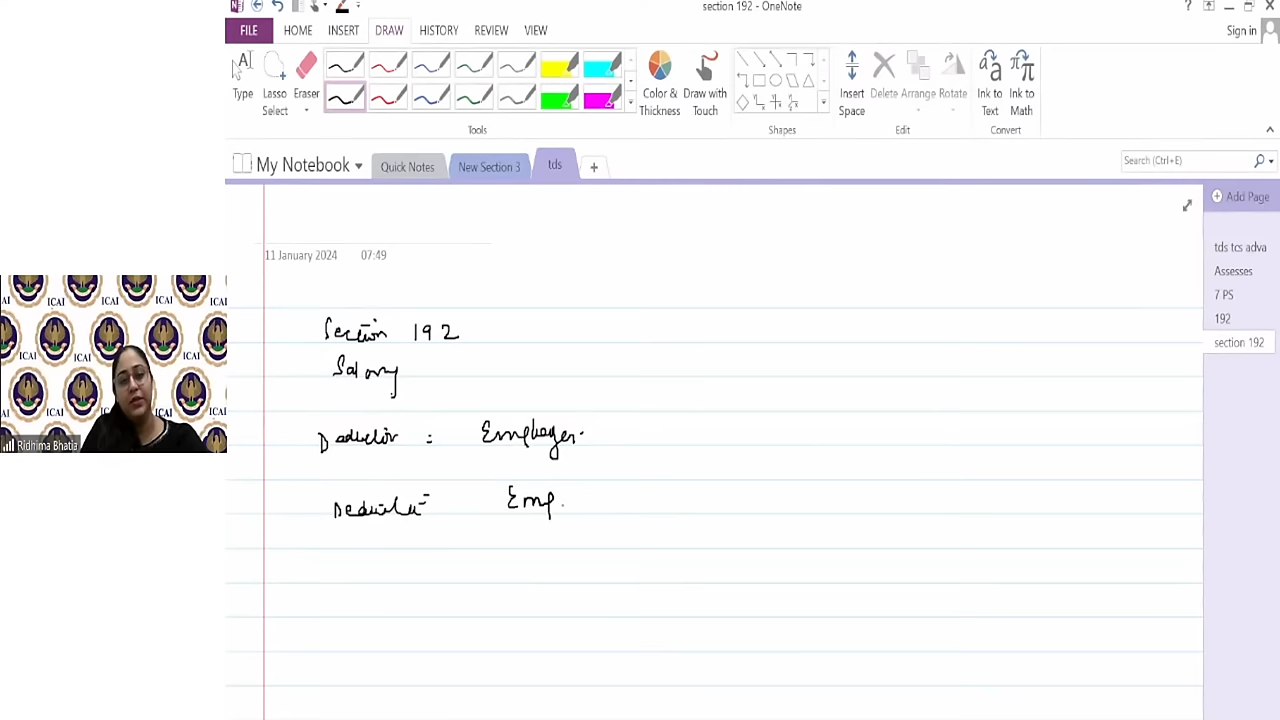 section 192 - OneNote
?
FILE HOME INSERT DRAW HISTORY REVIEW VIEW Sign in
Type Lasso Select Eraser Color & Thickness Draw with Touch Insert Space Delete Arrange Rotate Ink to Text Ink to Math
Tools Shapes Edit Convert
My Notebook Quick Notes New Section 3 tds + Search (Ctrl+E)
Add Page
11 January 2024 07:49
tds tcs adva
Assesses
7 PS
192
section 192
Section 192
Salary
Deductor : Employer.
Emp.
ICAI
Ridhima Bhatia